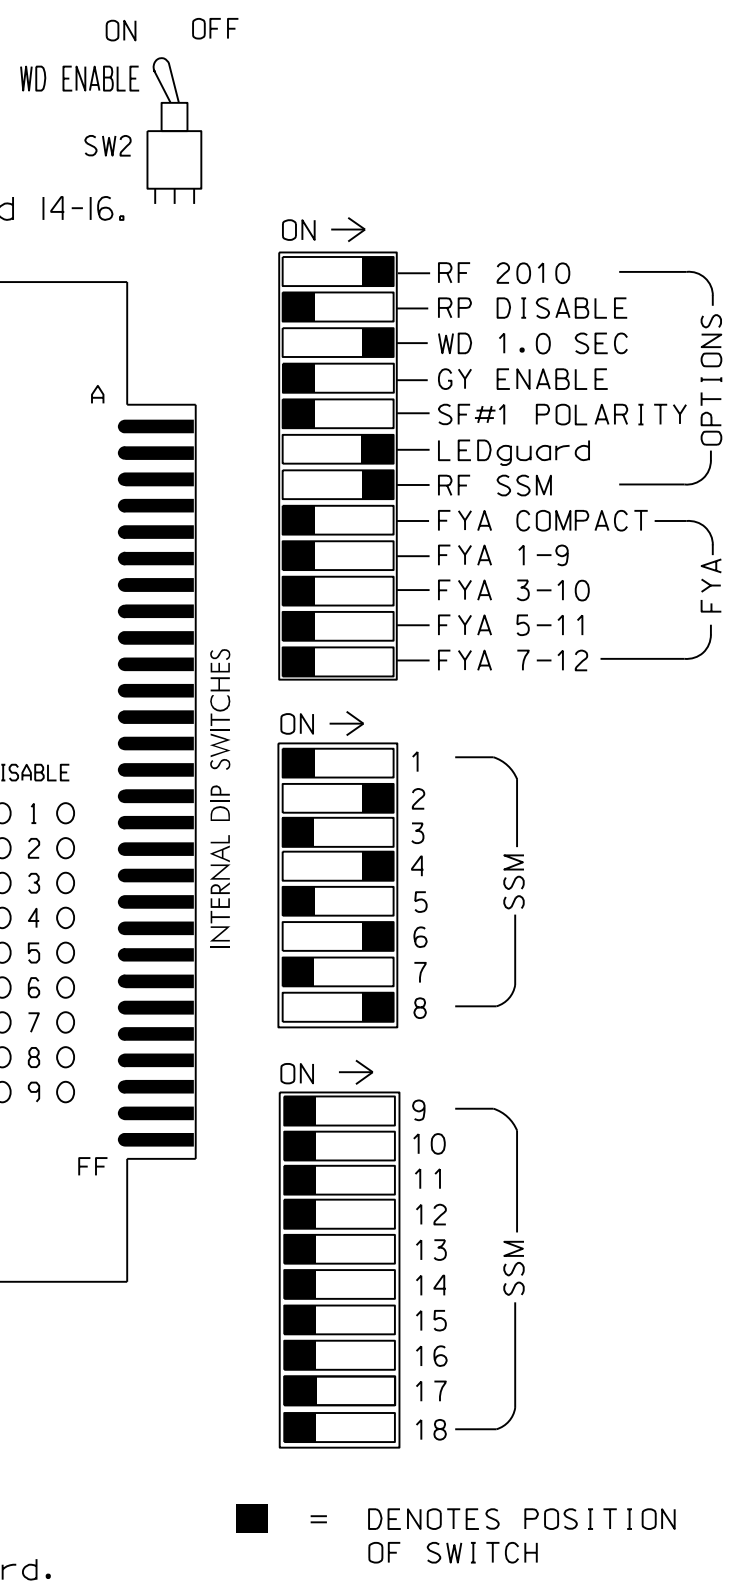 ON OFF
WD ENABLE
SW2
d 14-16.
ON
RF 2010
RP DISABLE
WD 1.0 SEC
GY ENABLE
SF#1 POLARITY
LEDguard
RF SSM
OPTIONS
FYA COMPACT
FYA 1-9
FYA 3-10
FYA 5-11
FYA 7-12
FYA
A
FF
INTERNAL DIP SWITCHES
ISABLE
1
2
3
4
5
6
7
8
9
ON
1
2
3
4
5
6
7
8
SSM
ON
9
10
11
12
13
14
15
16
17
18
SSM
= DENOTES POSITION
OF SWITCH
rd.